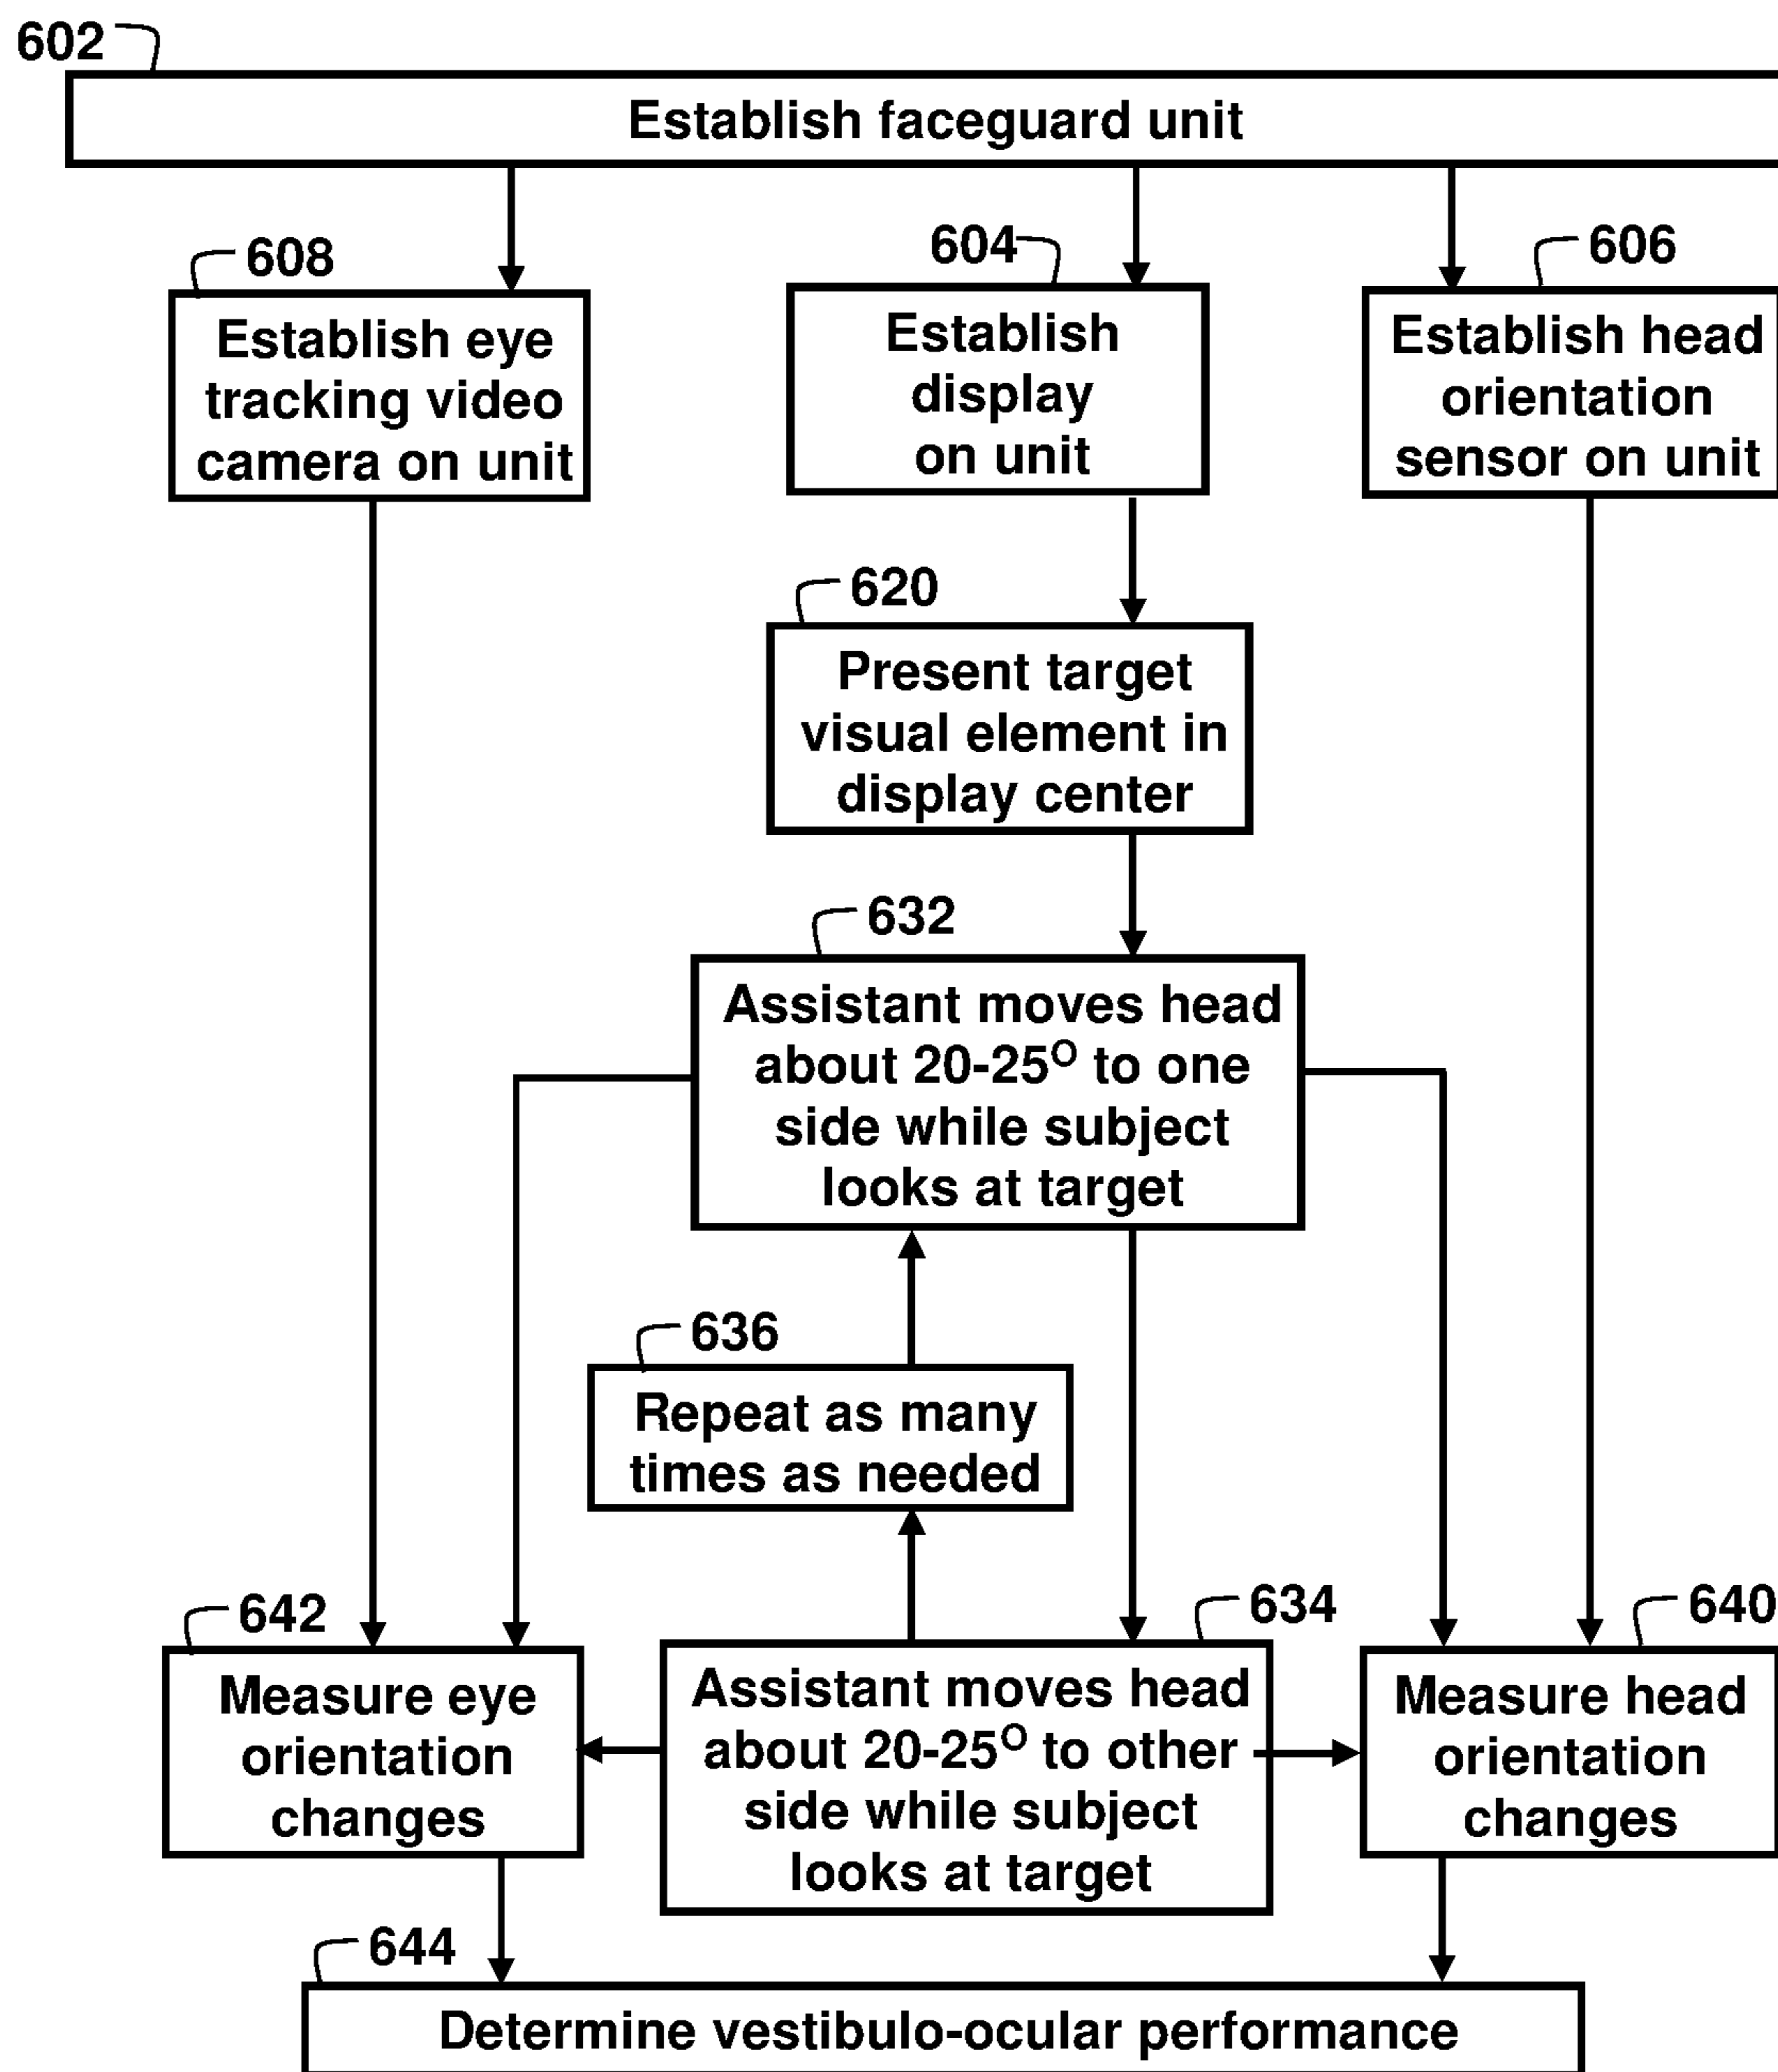 602
Establish faceguard unit
608
Establish eye
tracking video
camera on unit
604
Establish
display
on unit
606
Establish head
orientation
sensor on unit
620
Present target
visual element in
display center
632
Assistant moves head
about 20-25° to one
side while subject
looks at target
636
Repeat as many
times as needed
642
Measure eye
orientation
changes
634
Assistant moves head
about 20-25° to other
side while subject
looks at target
640
Measure head
orientation
changes
644
Determine vestibulo-ocular performance